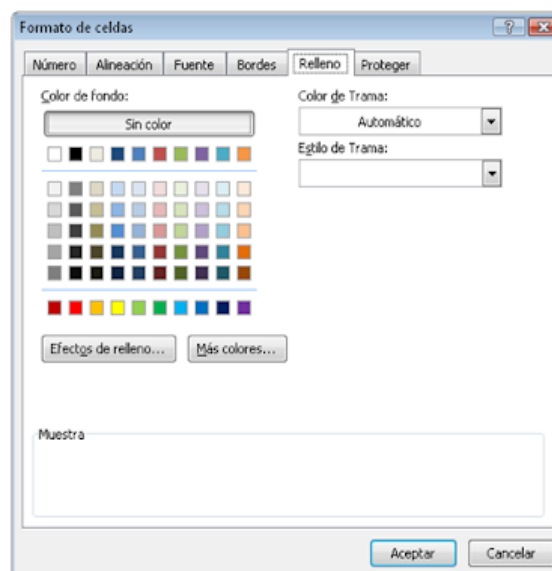 Formato de celdas
Número Alineación Fuente Bordes Relleno Proteger
Color de fondo:
Sin color
Color de Trama:
Automático
Estilo de Trama:
Efectos de relleno...
Más colores...
Muestra
Aceptar
Cancelar